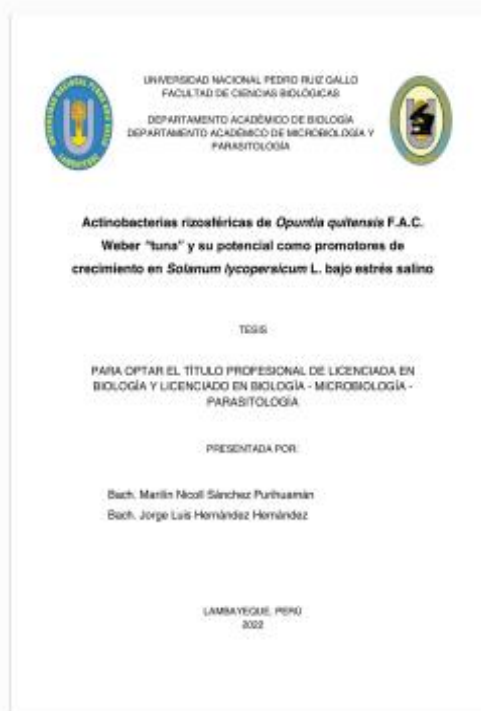 UNIVERSIDAD NACIONAL PEDRO RUIZ GALLO
FACULTAD DE CIENCIAS BIOLÓGICAS
DEPARTAMENTO ACADÉMICO DE BIOLOGÍA
DEPARTAMENTO ACADÉMICO DE MICROBIOLOGÍA Y
PARASITOLOGÍA
Actinobacterias rizosféricas de Opuntia quitensis F.A.C.
Weber "tuna" y su potencial como promotores de
crecimiento en Solanum lycopersicum L. bajo estrés salino
TESIS
PARA OPTAR EL TÍTULO PROFESIONAL DE LICENCIADA EN
BIOLOGÍA Y LICENCIADO EN BIOLOGÍA - MICROBIOLOGÍA -
PARASITOLOGÍA
PRESENTADA POR:
Bach. Marilin Nicoll Sánchez Purihuamán
Bach. Jorge Luis Hernández Hernández
LAMBAYEQUE, PERÚ
2022